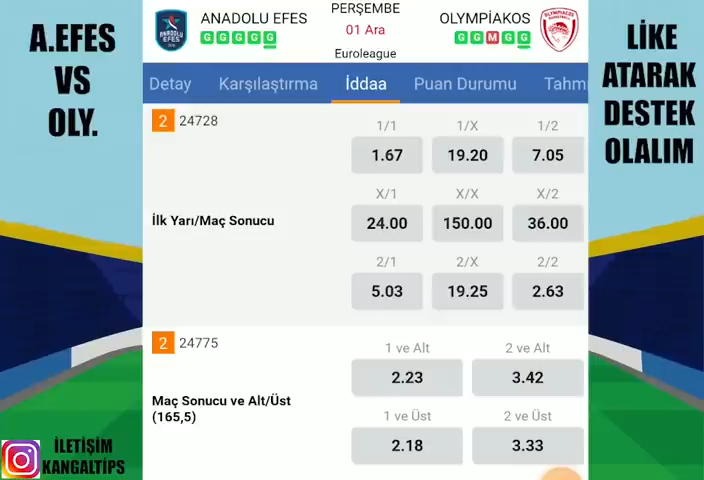 A.EFES
VS
OLY.
ANADOLU EFES
G G G G G
PERŞEMBE
01 Ara
Euroleague
OLYMPİAKOS
G G M G G
LİKE
ATARAK
DESTEK
OLALIM
Detay Karşılaştırma İddaa Puan Durumu Tahm
2 24728
1/1 1/X 1/2
1.67 19.20 7.05
X/1 X/X X/2
İlk Yarı/Maç Sonucu
24.00 150.00 36.00
2/1 2/X 2/2
5.03 19.25 2.63
2 24775
1 ve Alt 2 ve Alt
2.23 3.42
Maç Sonucu ve Alt/Üst
(165,5)
1 ve Üst 2 ve Üst
2.18 3.33
İLETİŞİM
KANGALTİPS